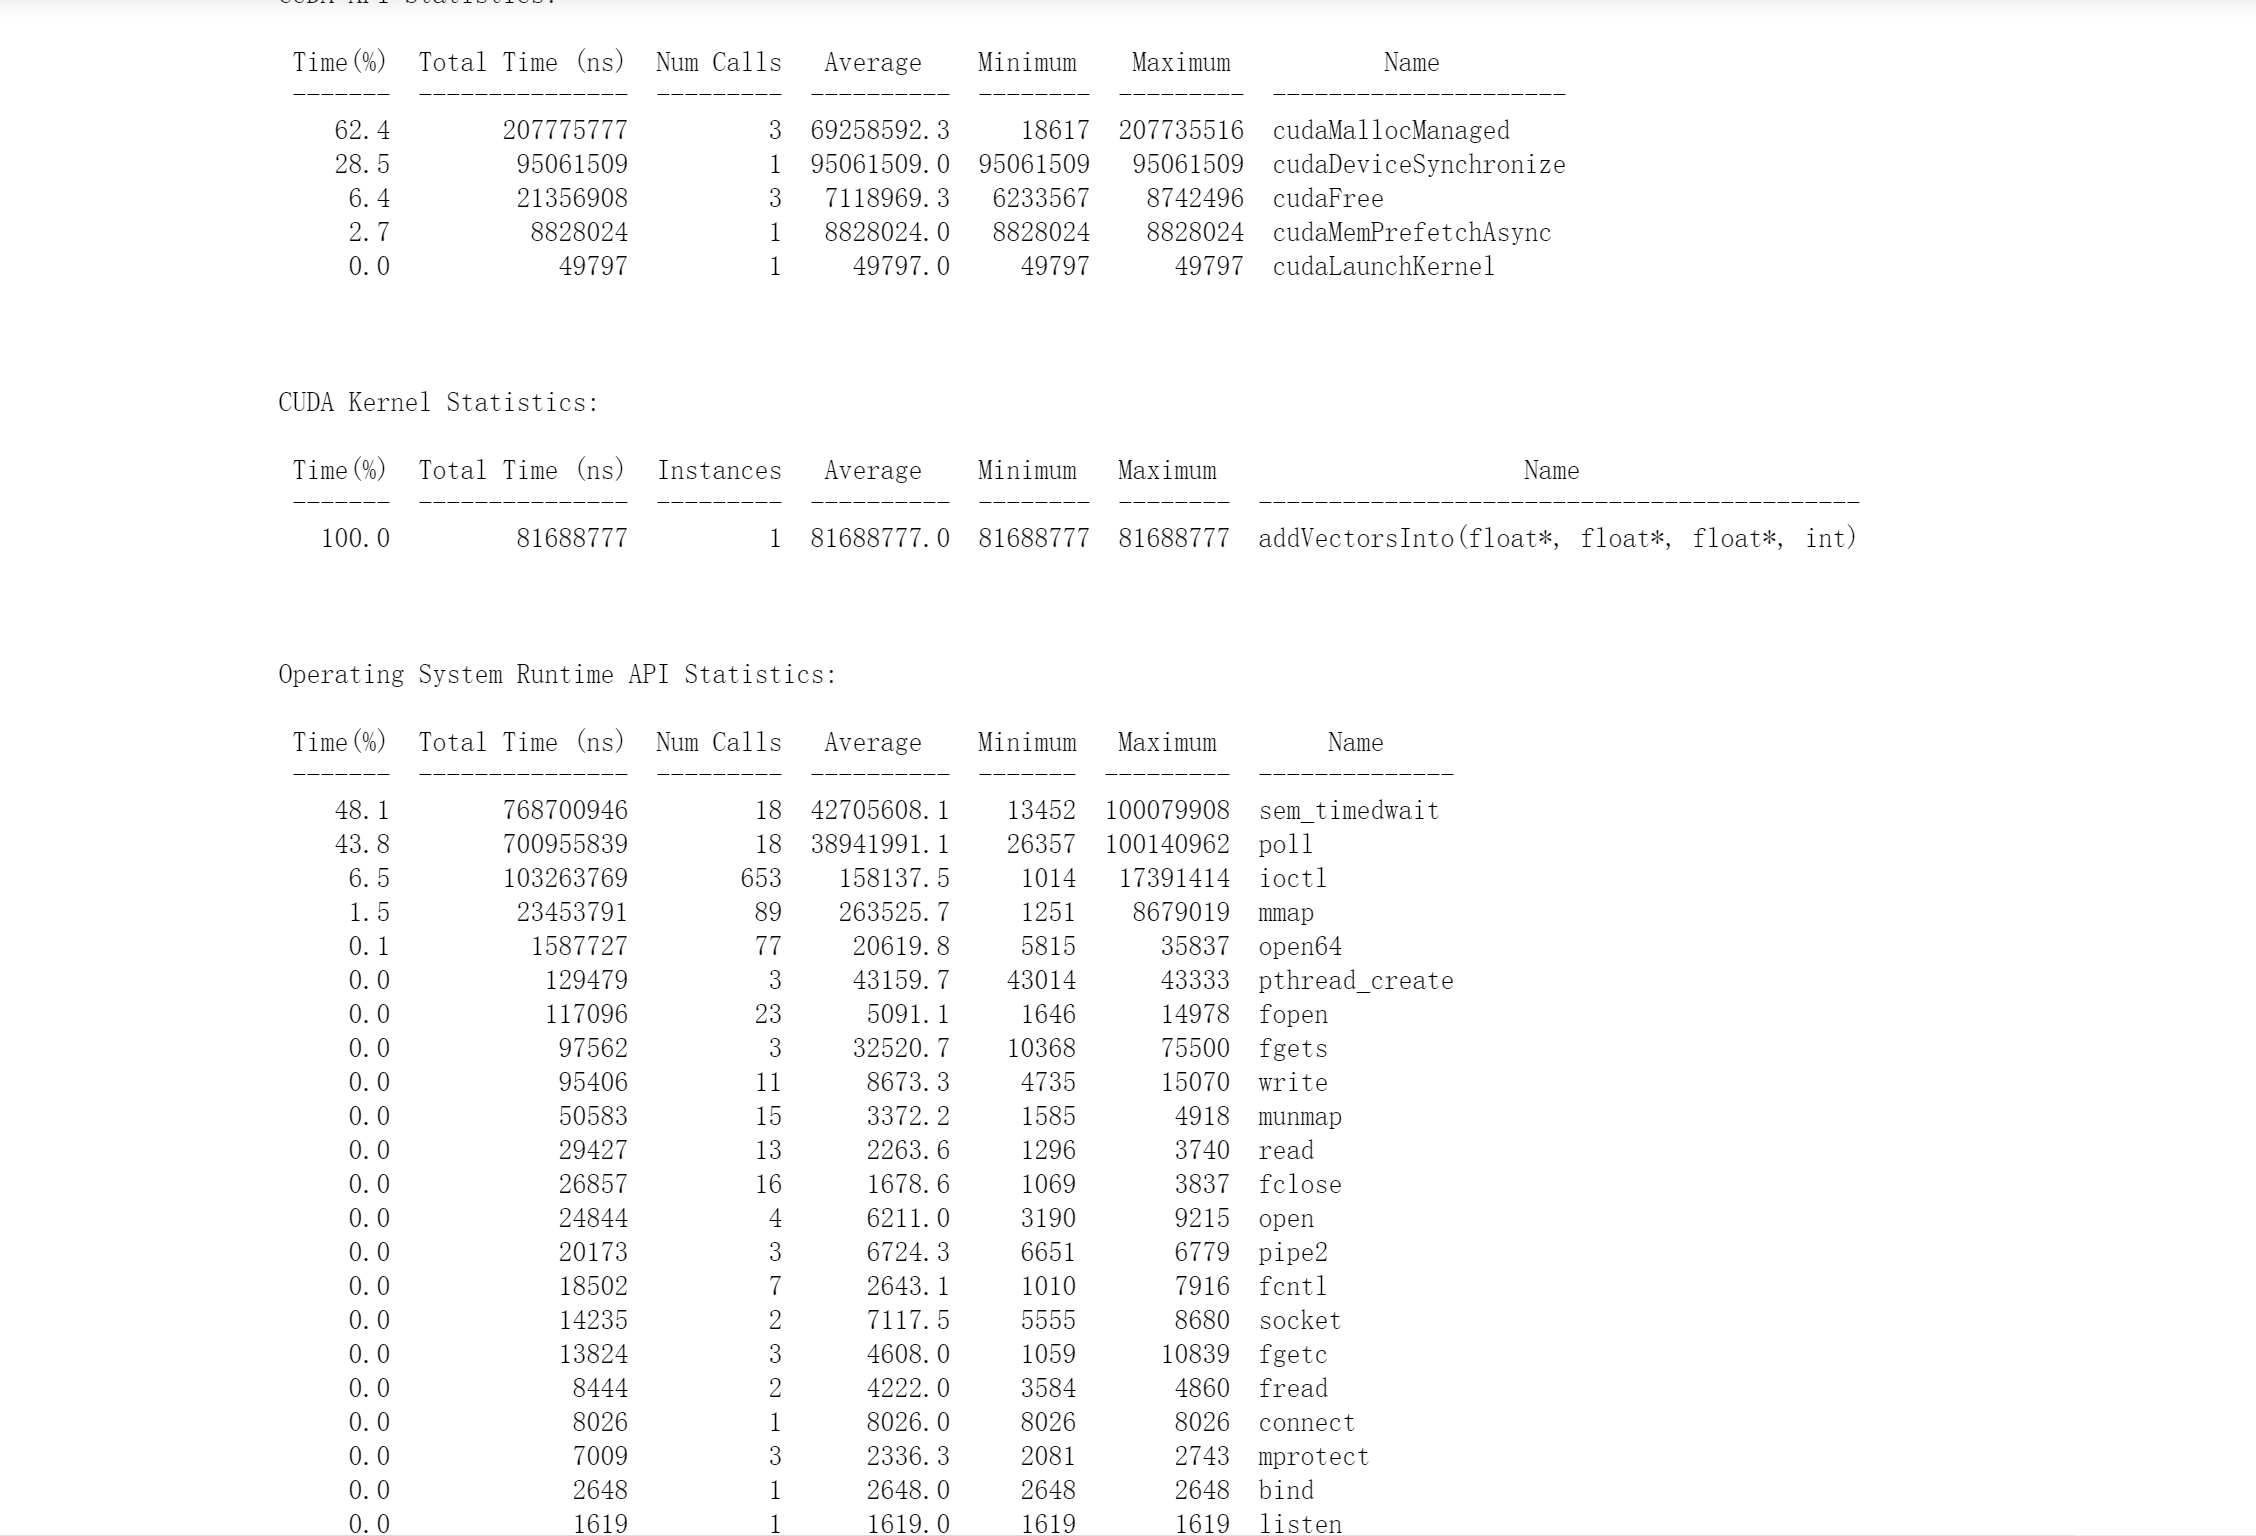 CUDA API Statistics:
Time(%) Total Time (ns) Num Calls Average Minimum Maximum Name
------- --------------- --------- ---------- -------- --------- ---------------------
62.4 207775777 3 69258592.3 18617 207735516 cudaMallocManaged
28.5 95061509 1 95061509.0 95061509 95061509 cudaDeviceSynchronize
6.4 21356908 3 7118969.3 6233567 8742496 cudaFree
2.7 8828024 1 8828024.0 8828024 8828024 cudaMemPrefetchAsync
0.0 49797 1 49797.0 49797 49797 cudaLaunchKernel
CUDA Kernel Statistics:
Time(%) Total Time (ns) Instances Average Minimum Maximum Name
------- --------------- --------- ---------- -------- -------- -------------------------------------------
100.0 81688777 1 81688777.0 81688777 81688777 addVectorsInto(float*, float*, float*, int)
Operating System Runtime API Statistics:
Time(%) Total Time (ns) Num Calls Average Minimum Maximum Name
------- --------------- --------- ---------- ------- --------- --------------
48.1 768700946 18 42705608.1 13452 100079908 sem_timedwait
43.8 700955839 18 38941991.1 26357 100140962 poll
6.5 103263769 653 158137.5 1014 17391414 ioctl
1.5 23453791 89 263525.7 1251 8679019 mmap
0.1 1587727 77 20619.8 5815 35837 open64
0.0 129479 3 43159.7 43014 43333 pthread_create
0.0 117096 23 5091.1 1646 14978 fopen
0.0 97562 3 32520.7 10368 75500 fgets
0.0 95406 11 8673.3 4735 15070 write
0.0 50583 15 3372.2 1585 4918 munmap
0.0 29427 13 2263.6 1296 3740 read
0.0 26857 16 1678.6 1069 3837 fclose
0.0 24844 4 6211.0 3190 9215 open
0.0 20173 3 6724.3 6651 6779 pipe2
0.0 18502 7 2643.1 1010 7916 fcntl
0.0 14235 2 7117.5 5555 8680 socket
0.0 13824 3 4608.0 1059 10839 fgetc
0.0 8444 2 4222.0 3584 4860 fread
0.0 8026 1 8026.0 8026 8026 connect
0.0 7009 3 2336.3 2081 2743 mprotect
0.0 2648 1 2648.0 2648 2648 bind
0.0 1619 1 1619.0 1619 1619 listen